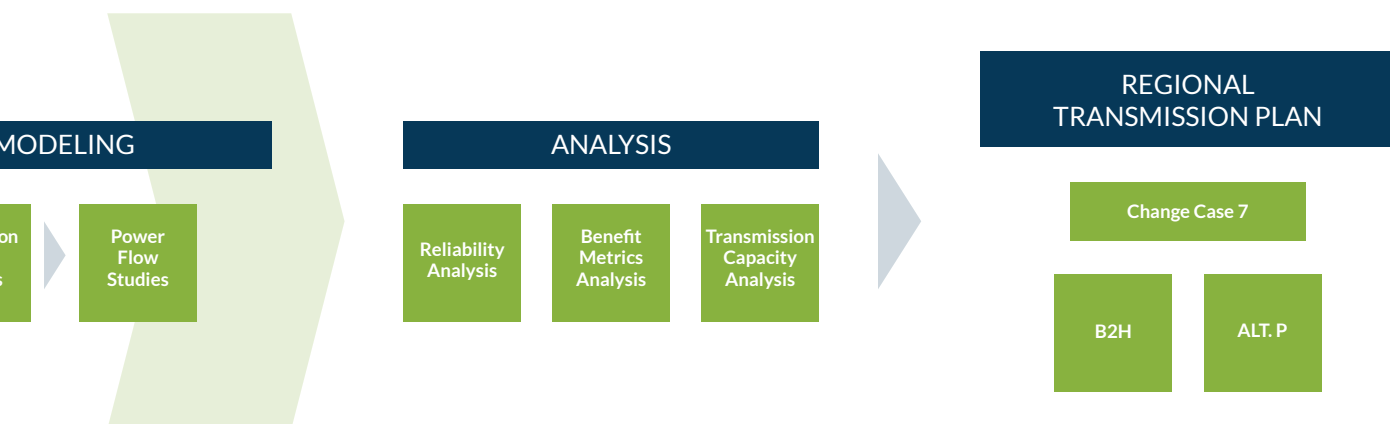 MODELING
Power
Flow
Studies
ANALYSIS
Reliability
Analysis
Benefit
Metrics
Analysis
Transmission
Capacity
Analysis
REGIONAL
TRANSMISSION PLAN
Change Case 7
B2H
ALT. P